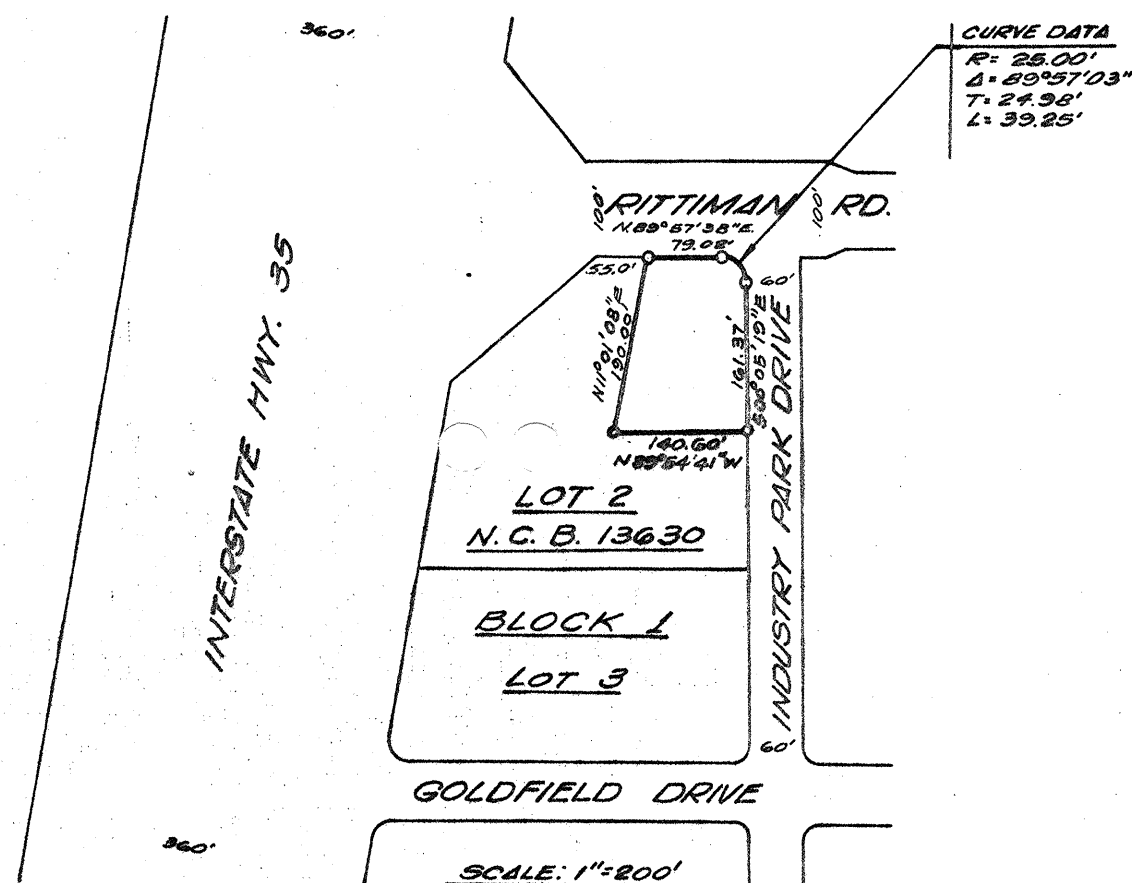 360'
CURVE DATA
R= 25.00'
Δ= 89°57'03"
T= 24.98'
L= 39.25'
100'
RITTIMAN RD.
100'
N.89°57'38"E.
79.02'
55.0'
60'
N11°01'08"E
190.00'
161.37'
S00°05'19"E
140.60'
N89°54'41"W
INTERSTATE HWY. 35
INDUSTRY PARK DRIVE
LOT 2
N. C. B. 13630
BLOCK 1
LOT 3
60'
GOLDFIELD DRIVE
360'
SCALE: 1"=200'